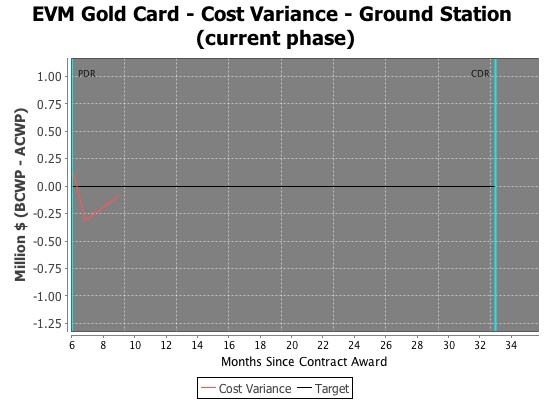 EVM Gold Card - Cost Variance - Ground Station
(current phase)
Million $ (BCWP - ACWP)
1.00
0.75
0.50
0.25
0.00
-0.25
-0.50
-0.75
-1.00
-1.25
PDR
CDR
6 8 10 12 14 16 18 20 22 24 26 28 30 32 34
Months Since Contract Award
Cost Variance Target